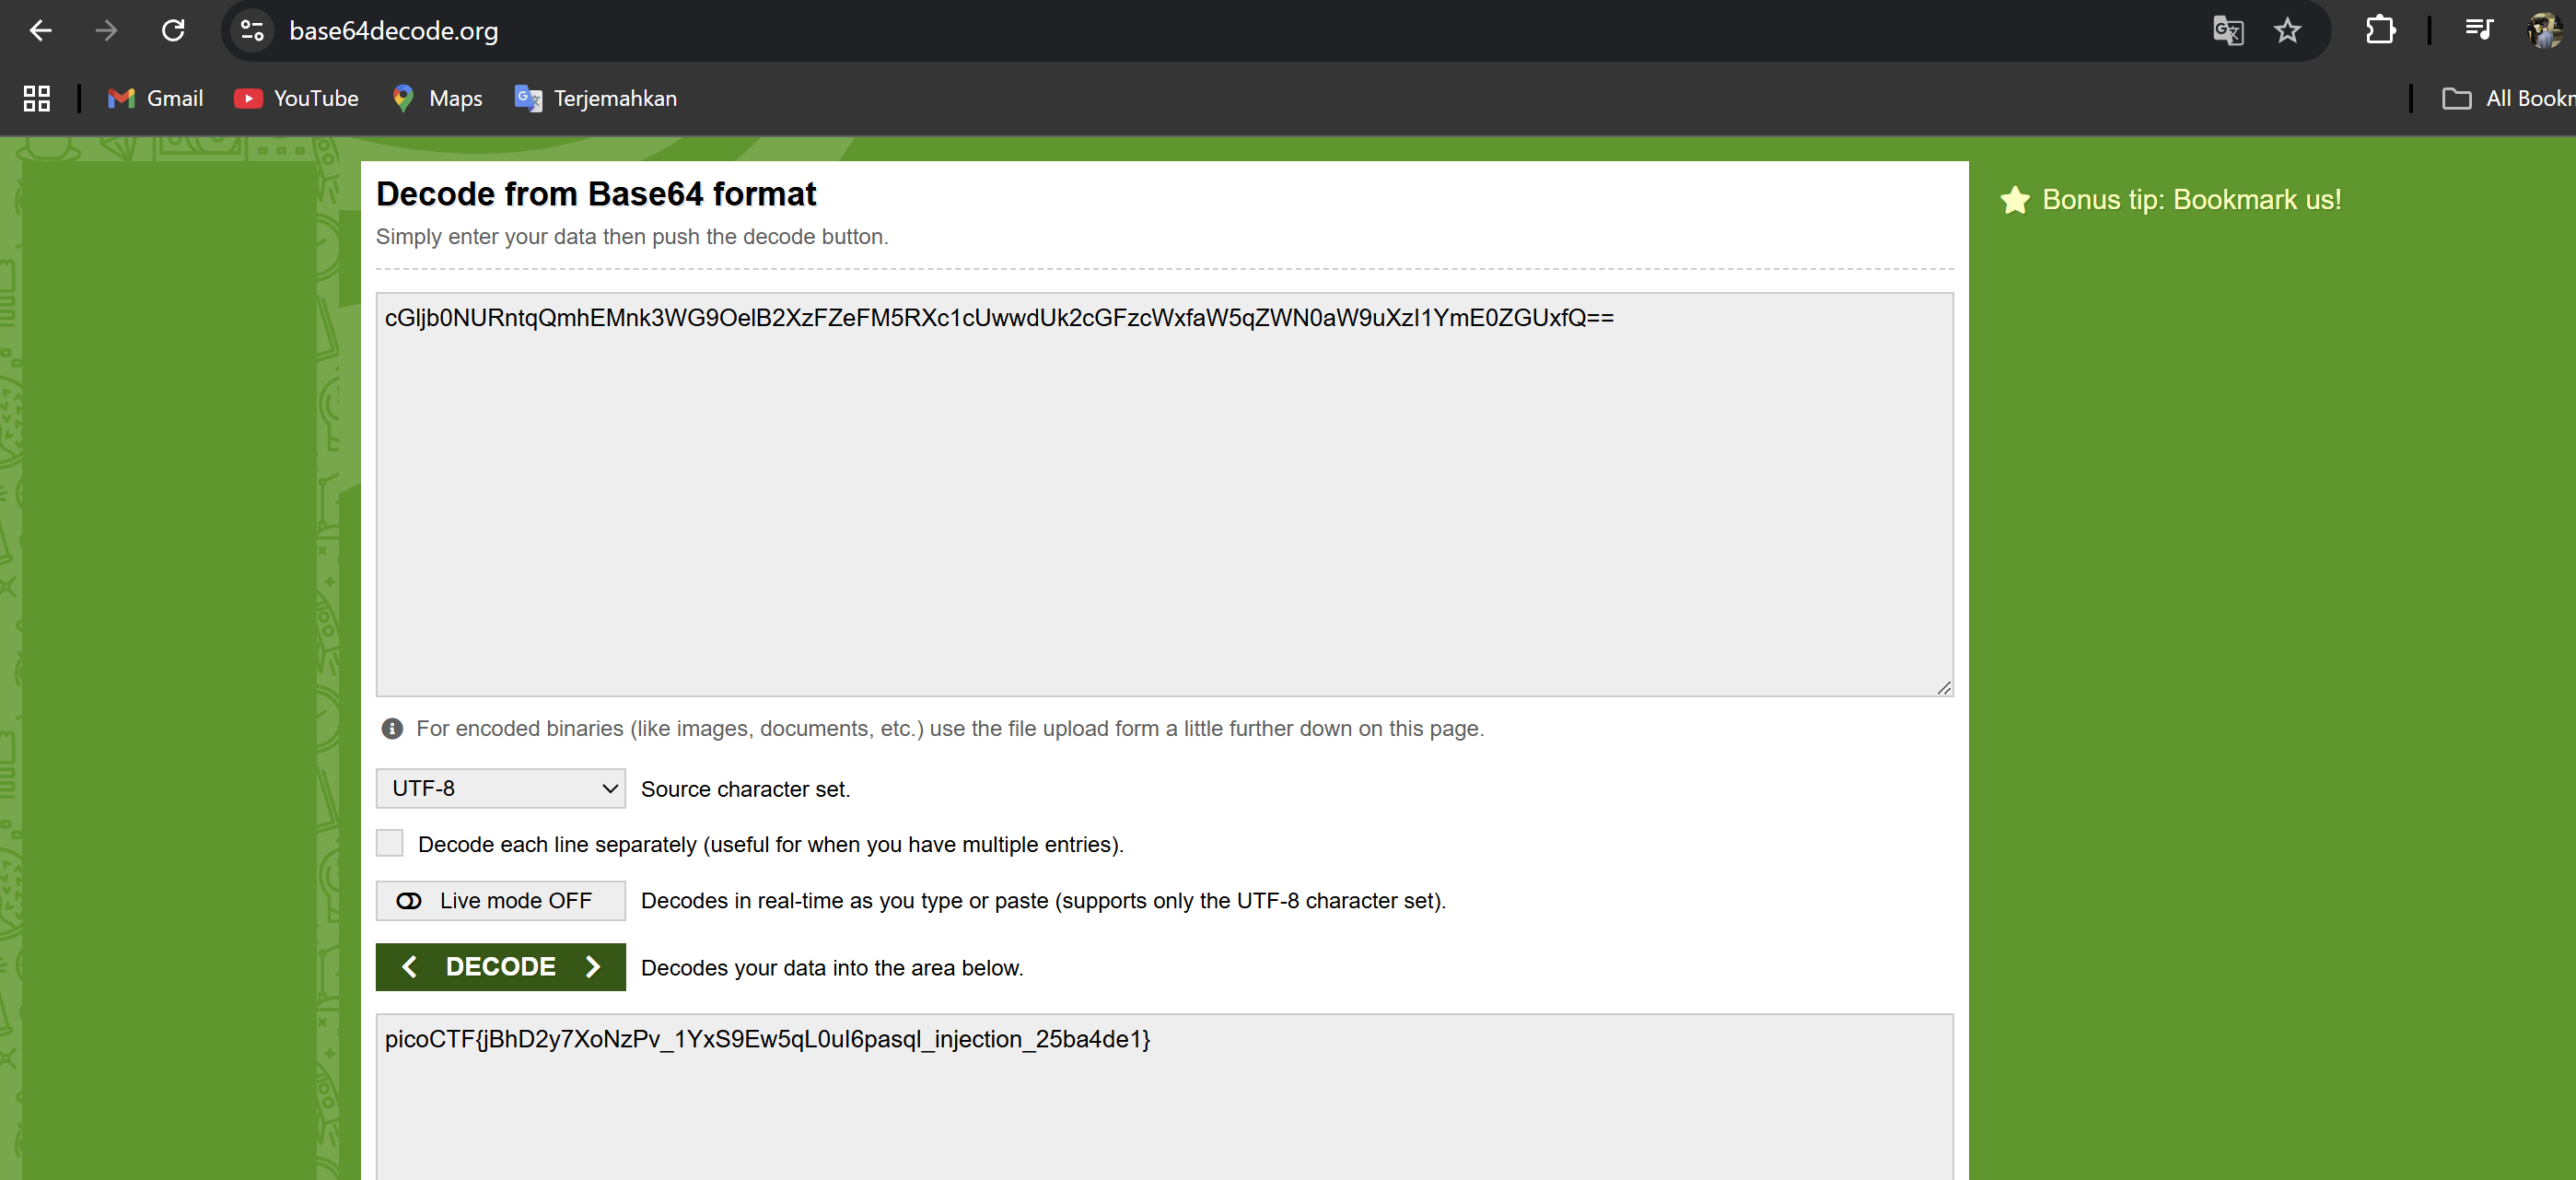 base64decode.org
Gmail YouTube Maps Terjemahkan All Bookm
Decode from Base64 format
Bonus tip: Bookmark us!
Simply enter your data then push the decode button.
cGljb0NURntqQmhEMnk3WG9OelB2XzFZeFM5RXc1cUwwdUk2cGFzcWxfaW5qZWN0aW9uXzI1YmE0ZGUxfQ==
For encoded binaries (like images, documents, etc.) use the file upload form a little further down on this page.
UTF-8 Source character set.
Decode each line separately (useful for when you have multiple entries).
Live mode OFF Decodes in real-time as you type or paste (supports only the UTF-8 character set).
< DECODE > Decodes your data into the area below.
picoCTF{jBhD2y7XoNzPv_1YxS9Ew5qL0uI6pasql_injection_25ba4de1}